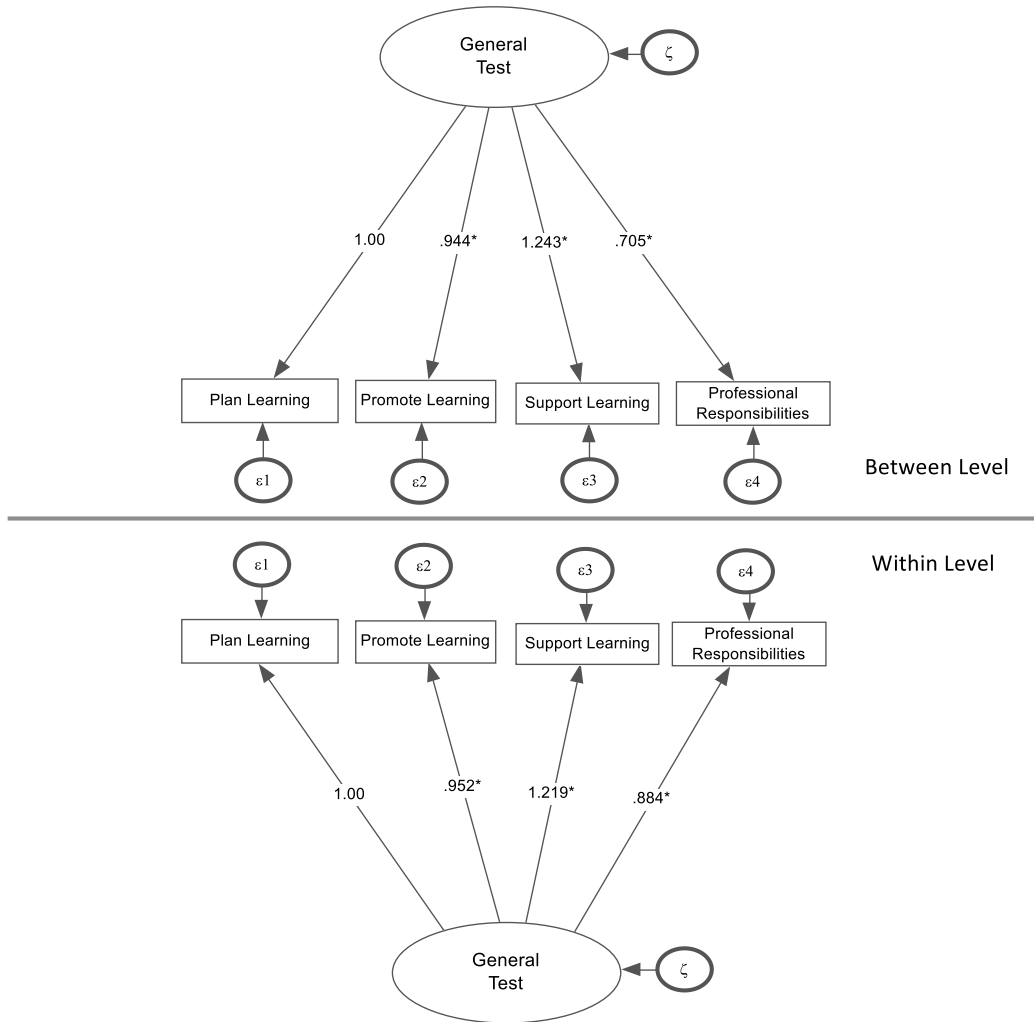 General
Test
ζ
1.00
.944*
1.243*
.705*
Plan Learning
Promote Learning
Support Learning
Professional
Responsibilities
ε1
ε2
ε3
ε4
Between Level
Within Level
ε1
ε2
ε3
ε4
Plan Learning
Promote Learning
Support Learning
Professional
Responsibilities
1.00
.952*
1.219*
.884*
General
Test
ζ